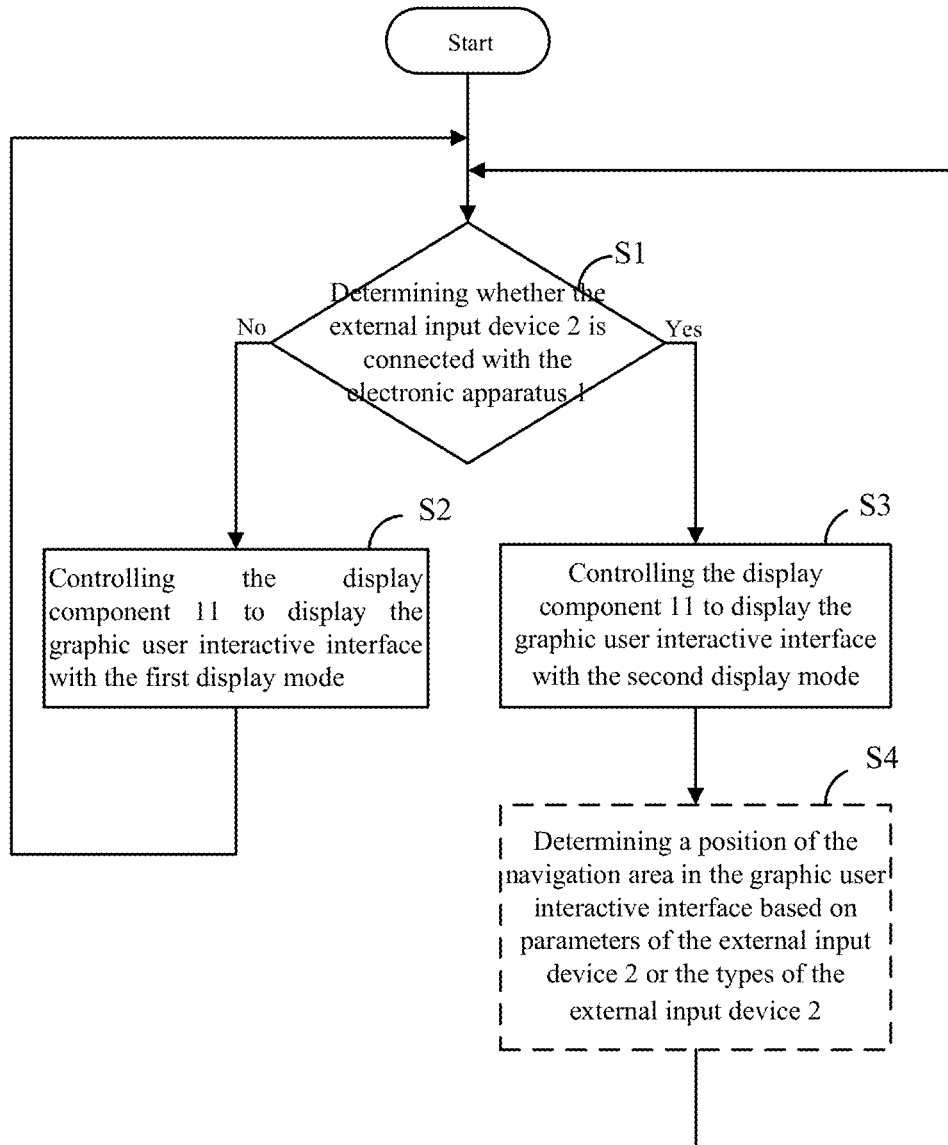 Start
S1
Determining whether the
external input device 2 is
connected with the
electronic apparatus 1
No
Yes
S2
Controlling the display
component 11 to display the
graphic user interactive interface
with the first display mode
S3
Controlling the display
component 11 to display the
graphic user interactive interface
with the second display mode
S4
Determining a position of the
navigation area in the graphic user
interactive interface based on
parameters of the external input
device 2 or the types of the
external input device 2